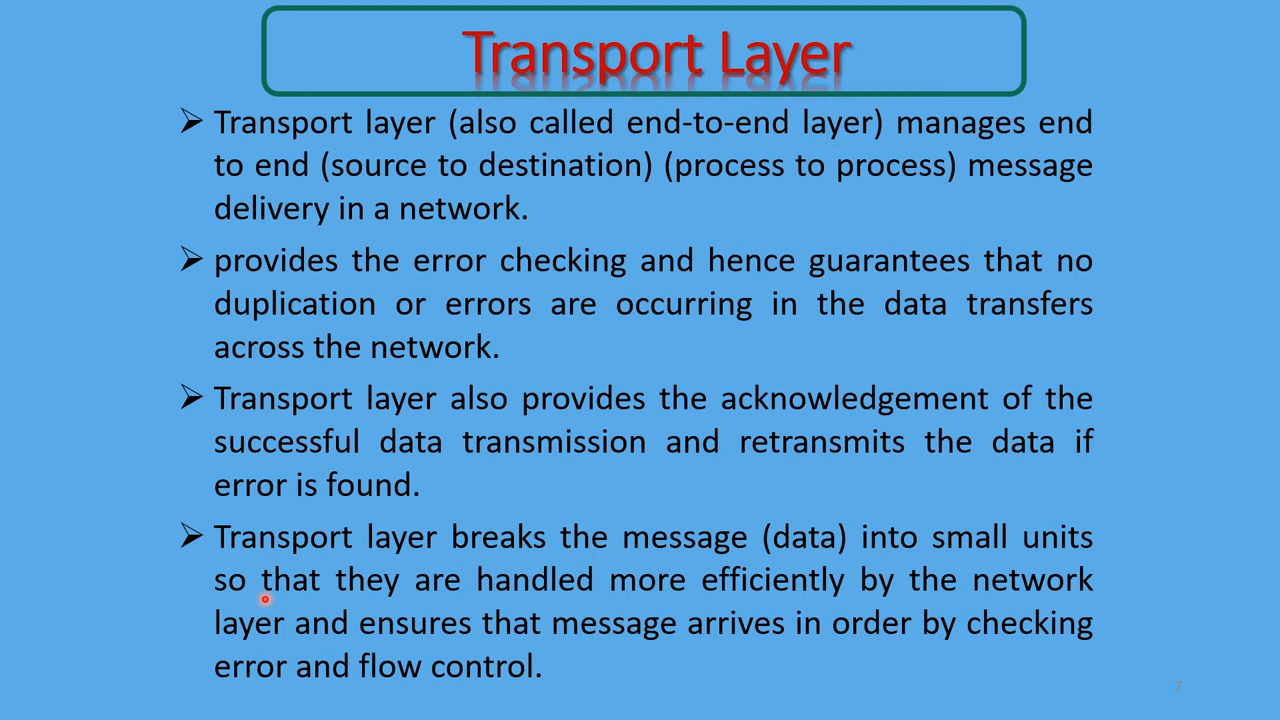 Transport Layer
➢ Transport layer (also called end-to-end layer) manages end
to end (source to destination) (process to process) message
delivery in a network.
➢ provides the error checking and hence guarantees that no
duplication or errors are occurring in the data transfers
across the network.
➢ Transport layer also provides the acknowledgement of the
successful data transmission and retransmits the data if
error is found.
➢ Transport layer breaks the message (data) into small units
so that they are handled more efficiently by the network
layer and ensures that message arrives in order by checking
error and flow control.
7